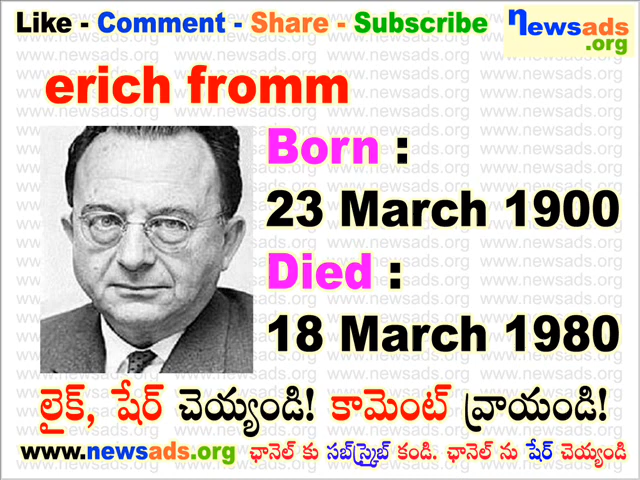 Like - Comment - Share - Subscribe
newsads
.org
erich fromm
Born :
23 March 1900
Died :
18 March 1980
లైక్, షేర్ చెయ్యండి! కామెంట్ వ్రాయండి!
www.newsads.org ఛానెల్ కు సబ్‌స్క్రైబ్ కండి. ఛానెల్ ను షేర్ చెయ్యండి